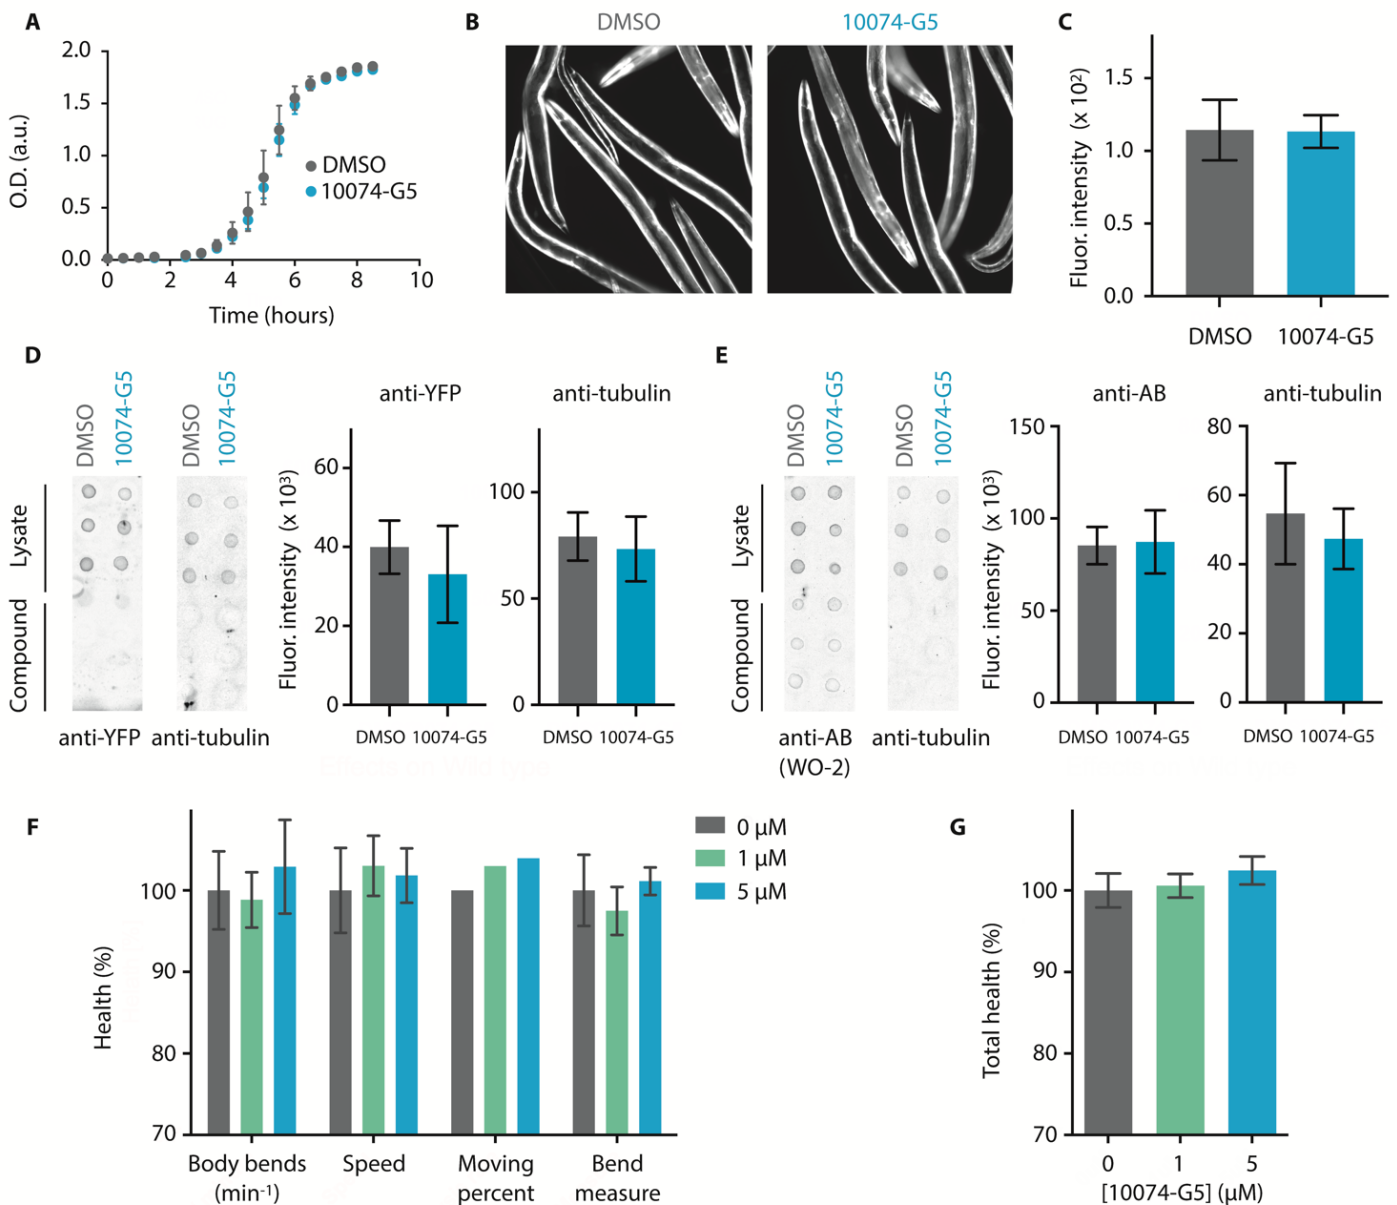 A
2.0
1.5
1.0
0.5
0.0
O.D. (a.u.)
DMSO
10074-G5
0 2 4 6 8 10
Time (hours)
B
DMSO 10074-G5
C
Fluor. intensity (x 10²)
1.5
1.0
0.5
0.0
DMSO 10074-G5
D
DMSO
10074-G5
DMSO
10074-G5
Lysate
Compound
anti-YFP anti-tubulin
anti-YFP
Fluor. intensity (x 10³)
60
40
20
0
DMSO 10074-G5
anti-tubulin
100
50
0
DMSO 10074-G5
E
DMSO
10074-G5
DMSO
10074-G5
Lysate
Compound
anti-AB anti-tubulin
(WO-2)
anti-AB
Fluor. intensity (x 10³)
150
100
50
0
DMSO 10074-G5
anti-tubulin
80
60
40
20
0
DMSO 10074-G5
F
Health (%)
100
90
80
70
Body bends Speed Moving Bend
(min⁻¹) percent measure
0 µM
1 µM
5 µM
G
Total health (%)
100
90
80
70
0 1 5
[10074-G5] (µM)